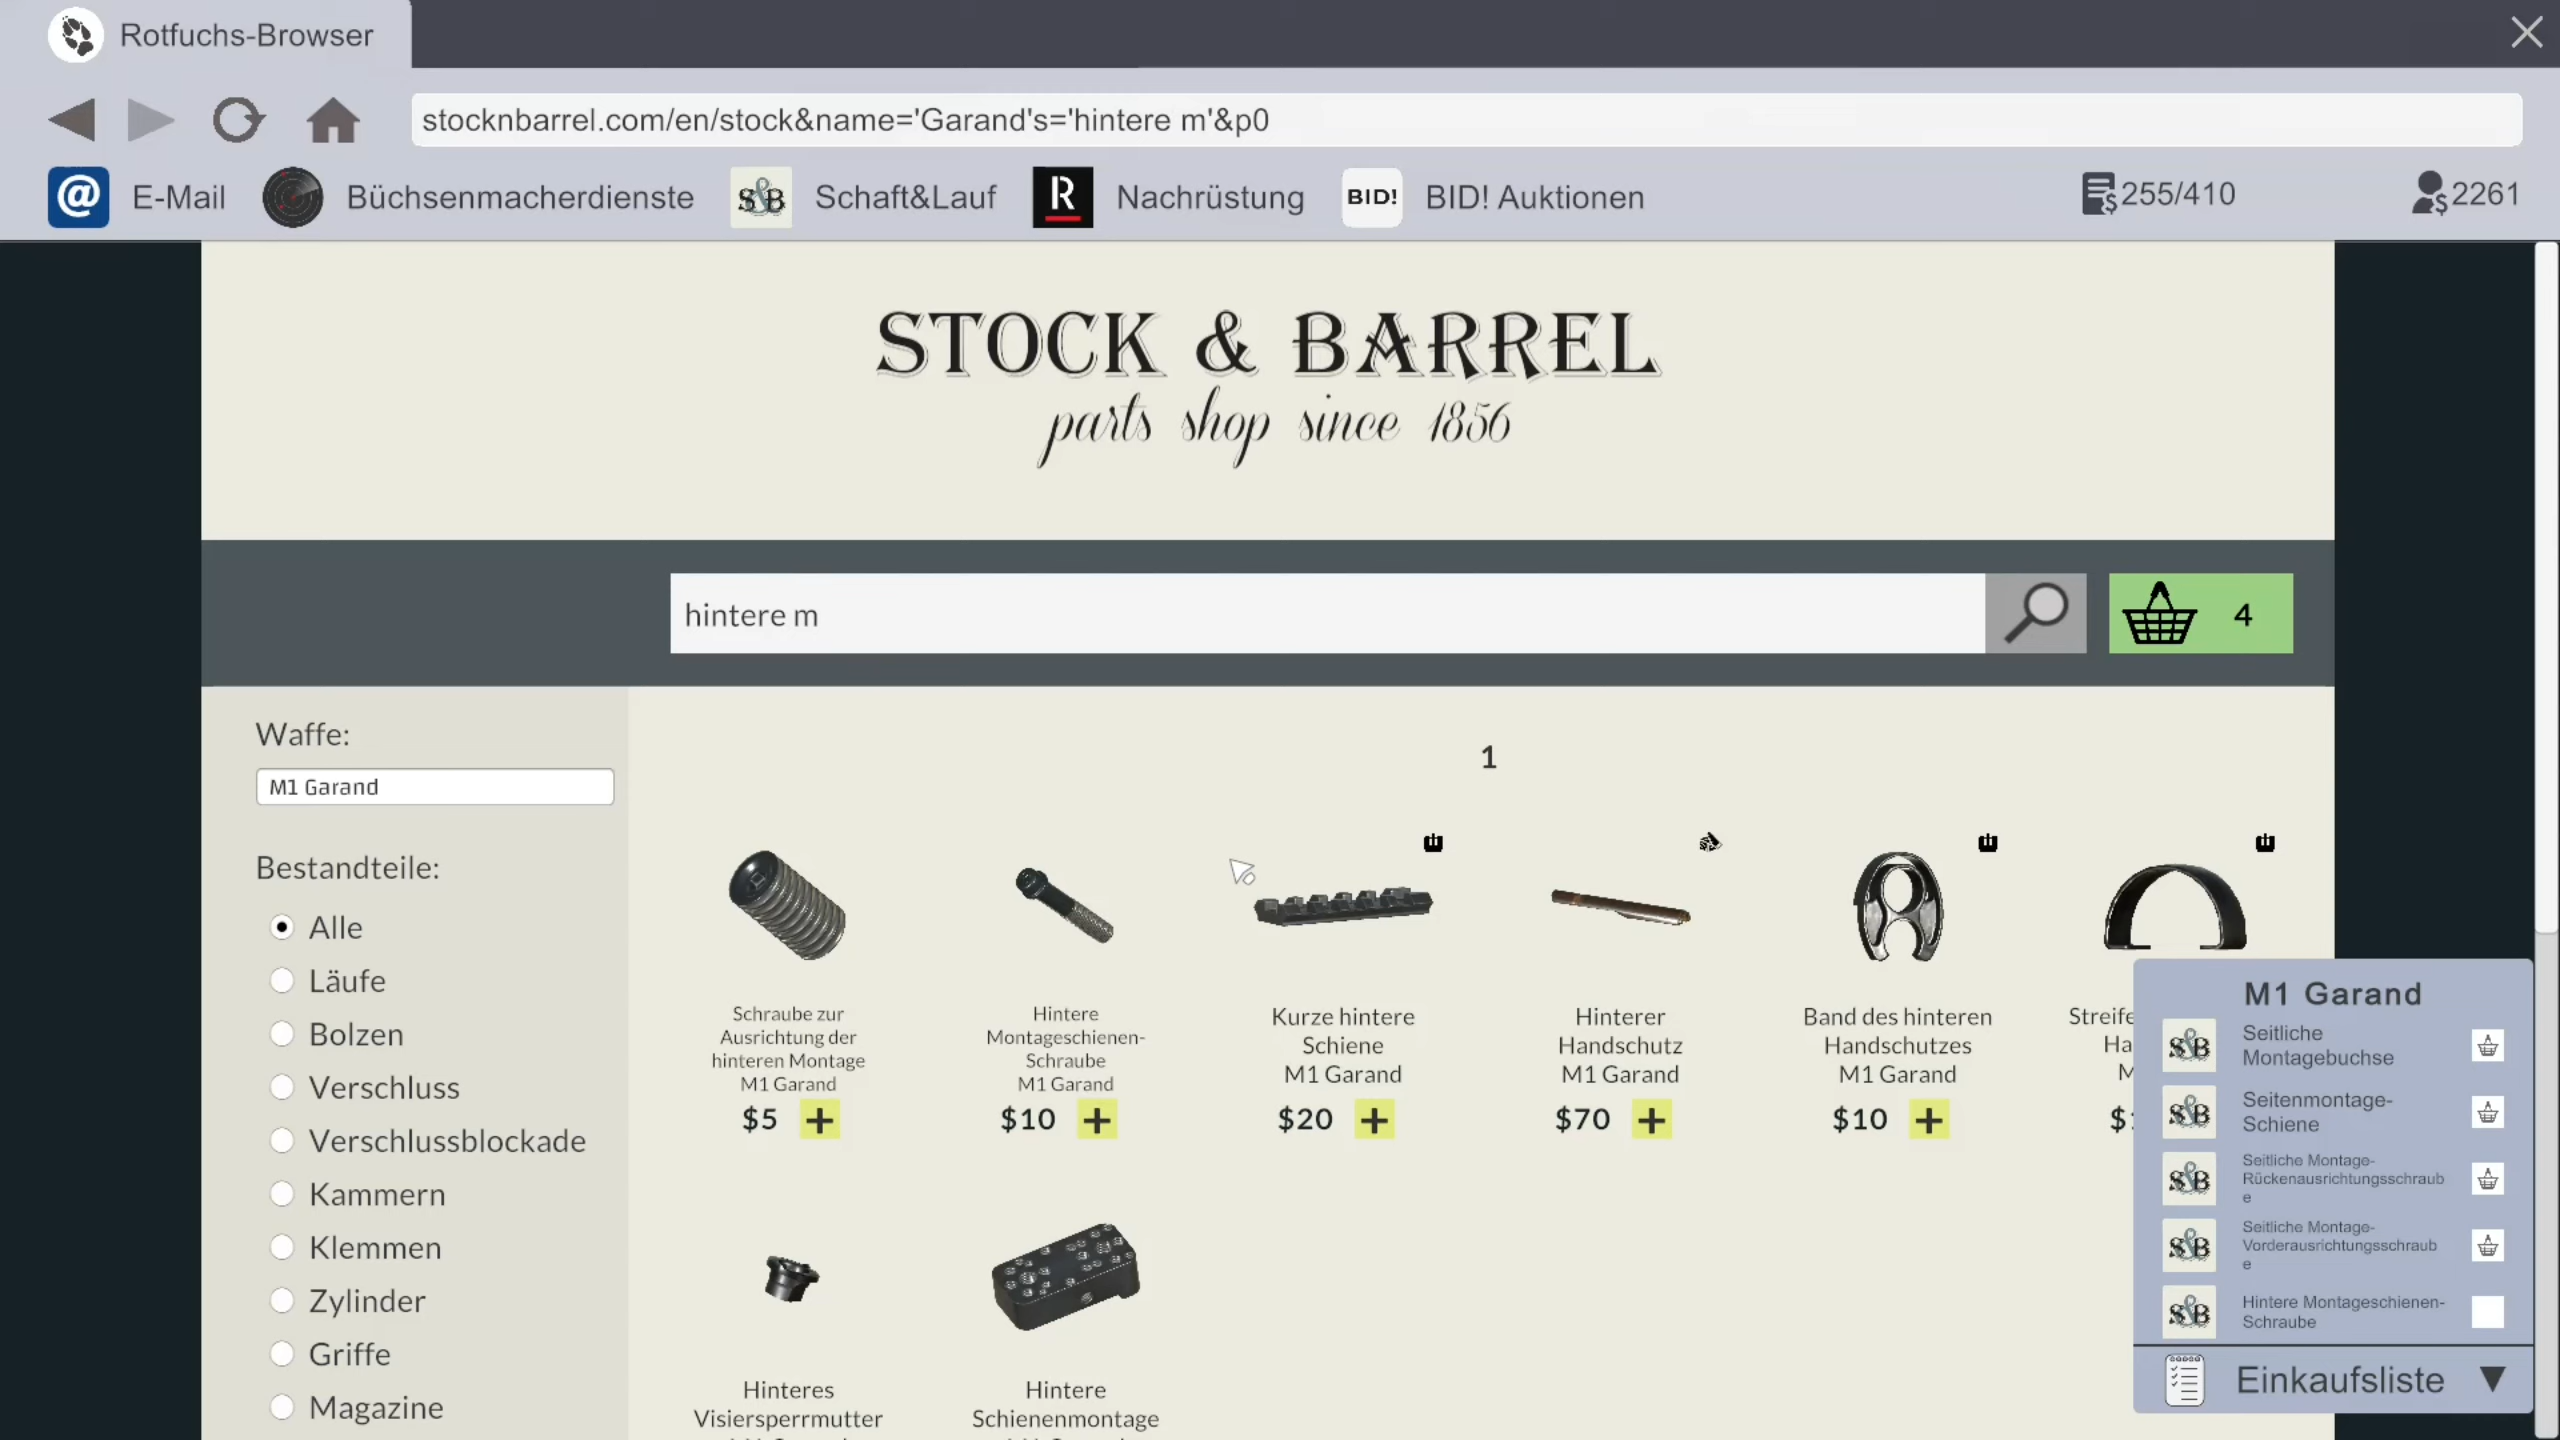 Rotfuchs-Browser
stocknbarrel.com/en/stock&name='Garand's='hintere m'&p0
E-Mail
Büchsenmacherdienste
S&B
Schaft&Lauf
R
Nachrüstung
BID!
BID! Auktionen
255/410
2261
STOCK & BARREL
parts shop since 1856
hintere m
4
Waffe:
M1 Garand
Bestandteile:
Alle
Läufe
Bolzen
Verschluss
Verschlussblockade
Kammern
Klemmen
Zylinder
Griffe
Magazine
1
Schraube zur
Ausrichtung der
hinteren Montage
M1 Garand
$5
Hintere
Montageschienen-
Schraube
M1 Garand
$10
Kurze hintere
Schiene
M1 Garand
$20
Hinterer
Handschutz
M1 Garand
$70
Band des hinteren
Handschutzes
M1 Garand
$10
Streife
Ha
M
Hinteres
Visiersperrmutter
Hintere
Schienenmontage
M1 Garand
S&B
Seitliche
Montagebuchse
S&B
Seitenmontage-
Schiene
S&B
Seitliche Montage-
Rückenausrichtungsschraub
e
S&B
Seitliche Montage-
Vorderausrichtungsschraub
e
S&B
Hintere Montageschienen-
Schraube
Einkaufsliste